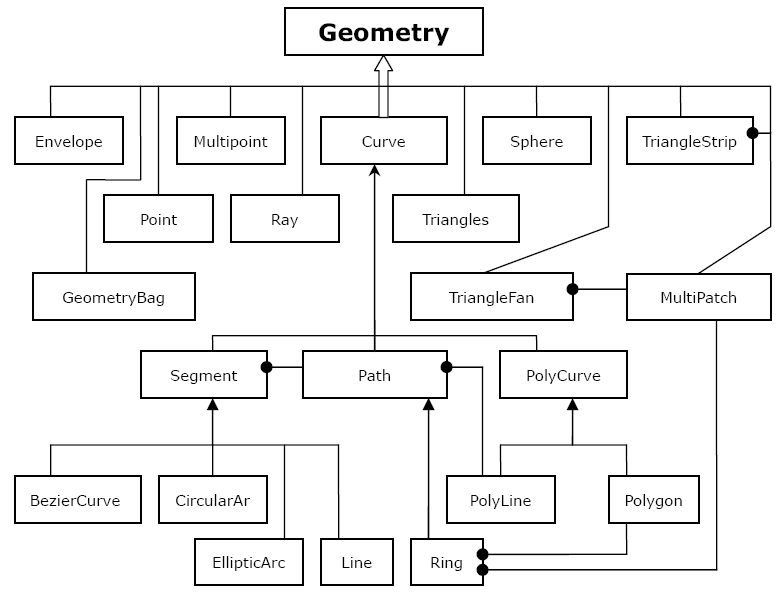 Geometry
Envelope
Multipoint
Curve
Sphere
TriangleStrip
Point
Ray
Triangles
GeometryBag
TriangleFan
MultiPatch
Segment
Path
PolyCurve
BezierCurve
CircularAr
PolyLine
Polygon
EllipticArc
Line
Ring